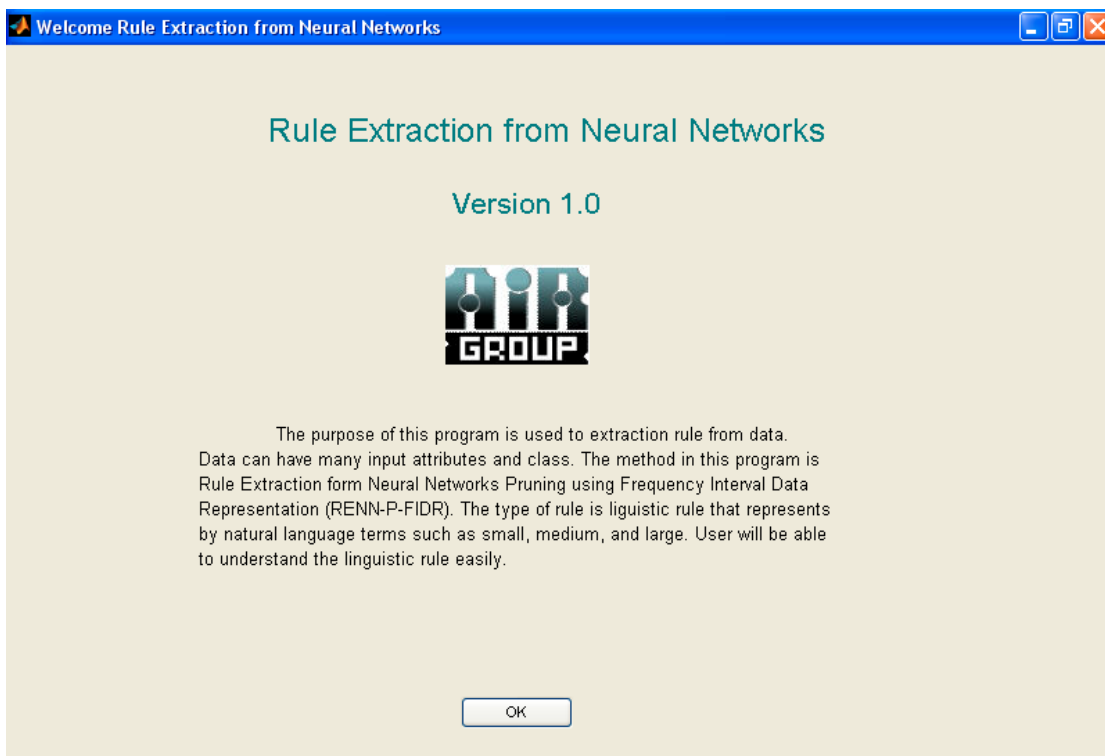 Welcome Rule Extraction from Neural Networks
Rule Extraction from Neural Networks
Version 1.0
AIR
GROUP
The purpose of this program is used to extraction rule from data.
Data can have many input attributes and class. The method in this program is
Rule Extraction form Neural Networks Pruning using Frequency Interval Data
Representation (RENN-P-FIDR). The type of rule is liguistic rule that represents
by natural language terms such as small, medium, and large. User will be able
to understand the linguistic rule easily.
OK